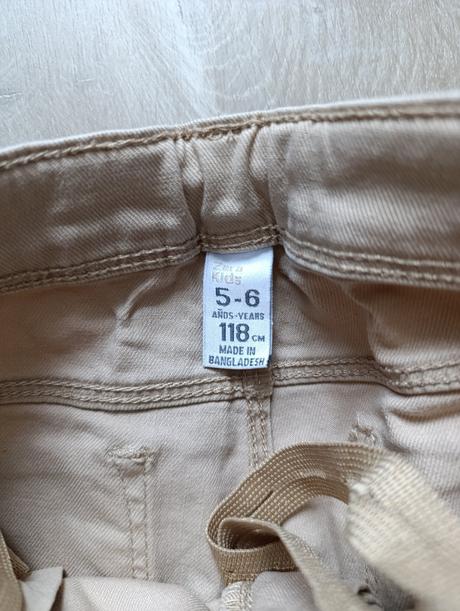 Zara
Kids
5-6
AÑOS-YEARS
118 CM
MADE IN
BANGLADESH